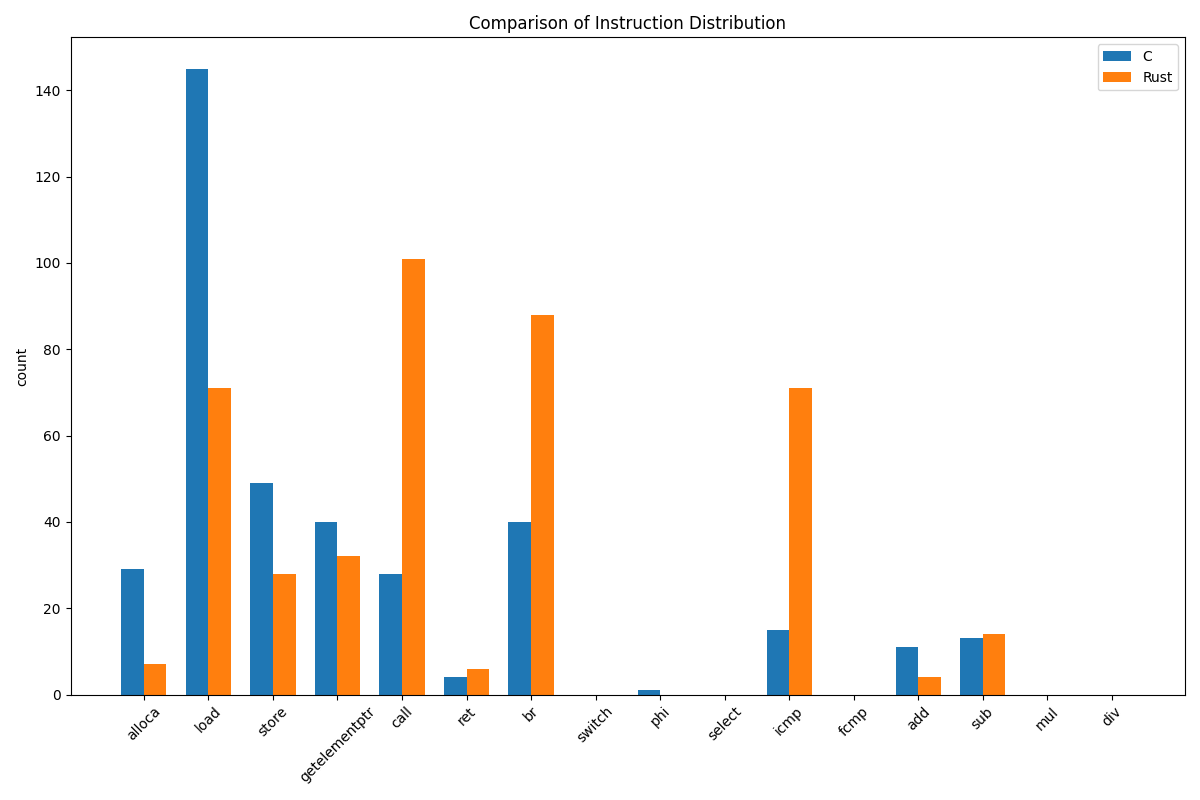 Comparison of Instruction Distribution
C
Rust
count
140
120
100
80
60
40
20
0
alloca
load
store
getelementptr
call
ret
br
switch
phi
select
icmp
fcmp
add
sub
mul
div